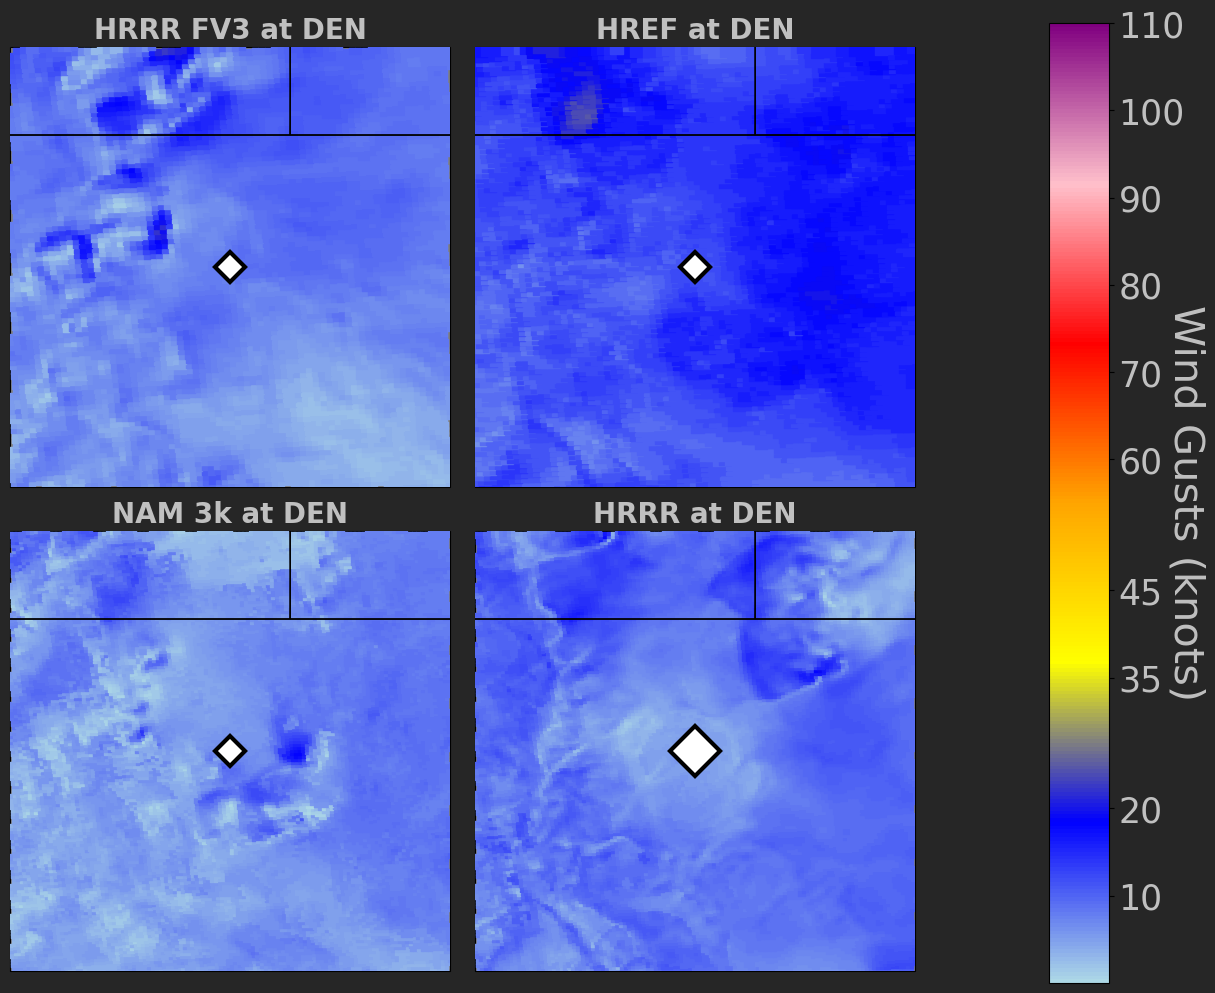 HRRR FV3 at DEN
HREF at DEN
NAM 3k at DEN
HRRR at DEN
110
100
90
80
70
60
45
35
20
10
Wind Gusts (knots)